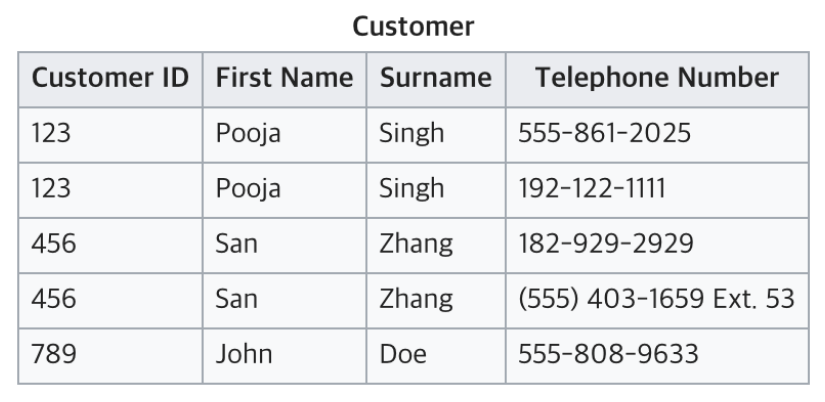 Customer
Customer ID First Name Surname Telephone Number
123 Pooja Singh 555-861-2025
123 Pooja Singh 192-122-1111
456 San Zhang 182-929-2929
456 San Zhang (555) 403-1659 Ext. 53
789 John Doe 555-808-9633